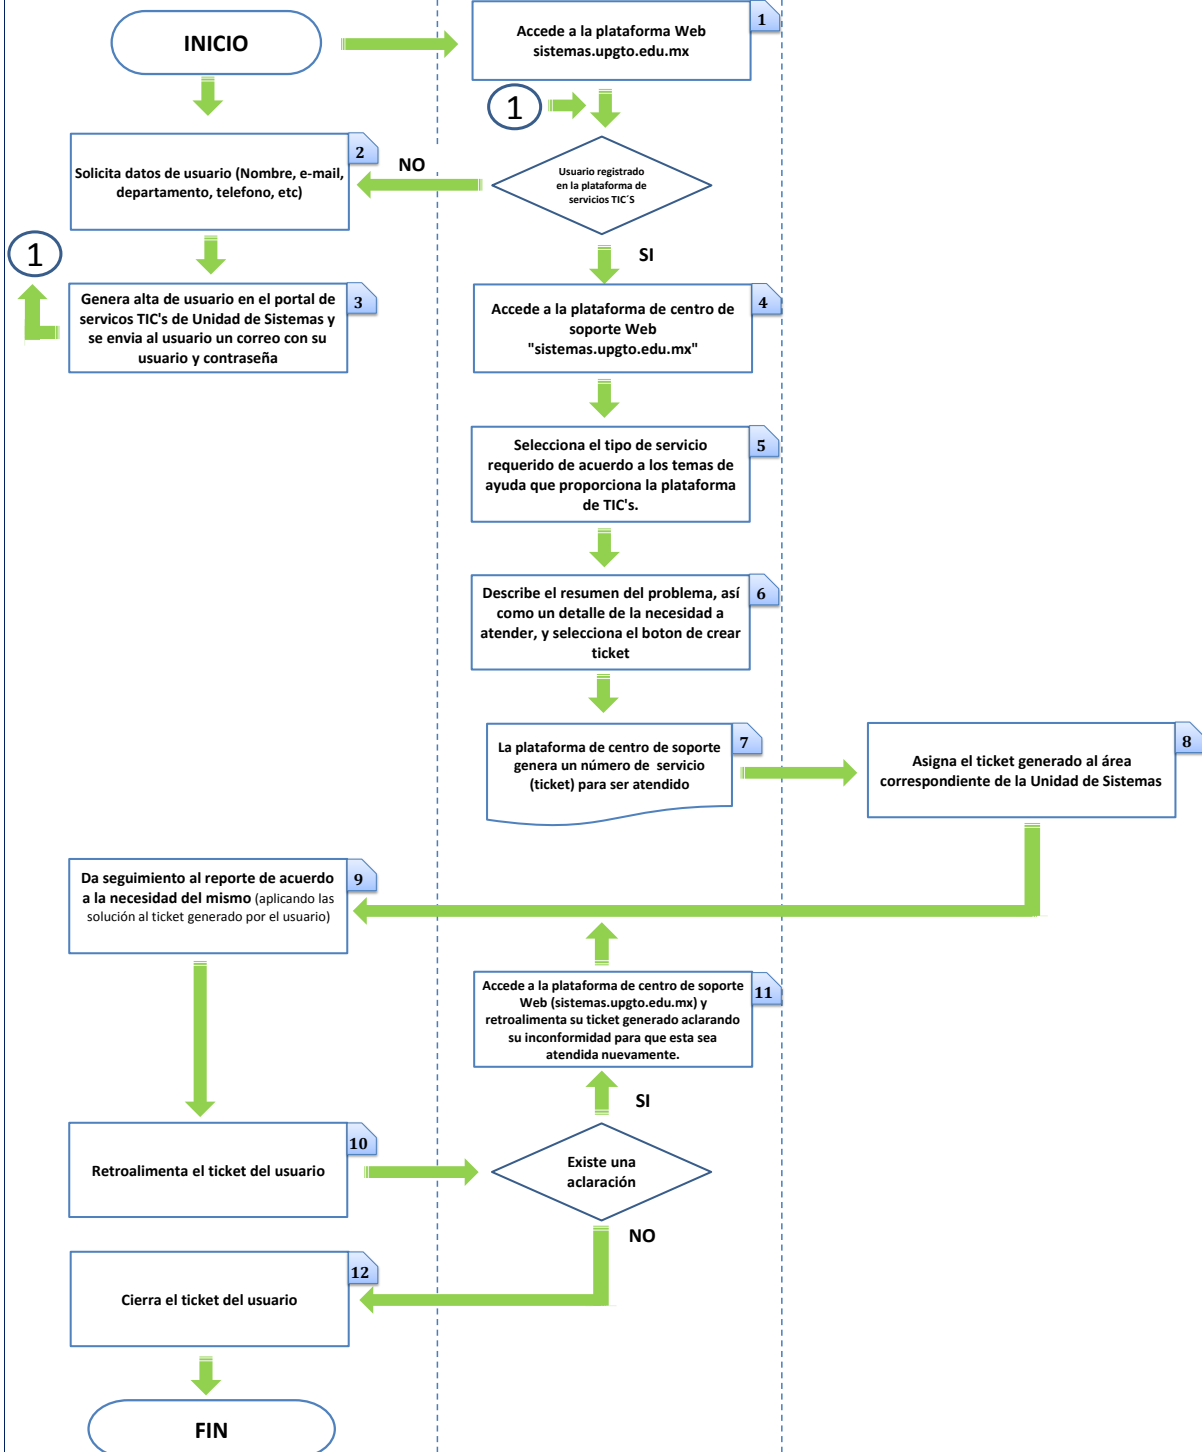 INICIO
1
Accede a la plataforma Web
sistemas.upgto.edu.mx
1
2
Solicita datos de usuario (Nombre, e-mail,
departamento, telefono, etc)
NO
Usuario registrado
en la plataforma de
servicios TIC´S
1
SI
3
Genera alta de usuario en el portal de
servicos TIC's de Unidad de Sistemas y
se envia al usuario un correo con su
usuario y contraseña
4
Accede a la plataforma de centro de
soporte Web
"sistemas.upgto.edu.mx"
5
Selecciona el tipo de servicio
requerido de acuerdo a los temas de
ayuda que proporciona la plataforma
de TIC's.
6
Describe el resumen del problema, así
como un detalle de la necesidad a
atender, y selecciona el boton de crear
ticket
7
La plataforma de centro de soporte
genera un número de servicio
(ticket) para ser atendido
8
Asigna el ticket generado al área
correspondiente de la Unidad de Sistemas
9
Da seguimiento al reporte de acuerdo
a la necesidad del mismo (aplicando las
solución al ticket generado por el usuario)
11
Accede a la plataforma de centro de soporte
Web (sistemas.upgto.edu.mx) y
retroalimenta su ticket generado aclarando
su inconformidad para que esta sea
atendida nuevamente.
SI
10
Retroalimenta el ticket del usuario
Existe una
aclaración
NO
12
Cierra el ticket del usuario
FIN